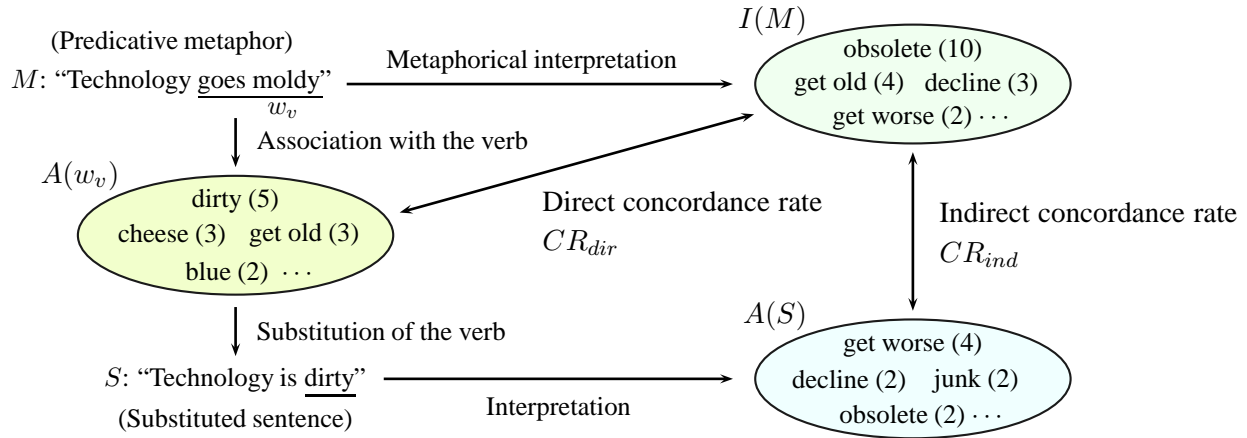 (Predicative metaphor)
M: “Technology goes moldy”
w_v
Metaphorical interpretation
I(M)
obsolete (10)
get old (4) decline (3)
get worse (2) ···
Association with the verb
A(w_v)
dirty (5)
cheese (3) get old (3)
blue (2) ···
Direct concordance rate
CR_dir
Indirect concordance rate
CR_ind
Substitution of the verb
S: “Technology is dirty”
(Substituted sentence)
Interpretation
A(S)
get worse (4)
decline (2) junk (2)
obsolete (2) ···